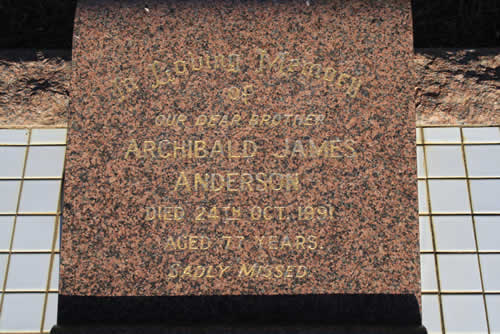 In Loving Memory
OF
OUR DEAR BROTHER
ARCHIBALD JAMES
ANDERSON
DIED 24TH OCT. 1991
AGED 77 YEARS.
SADLY MISSED.